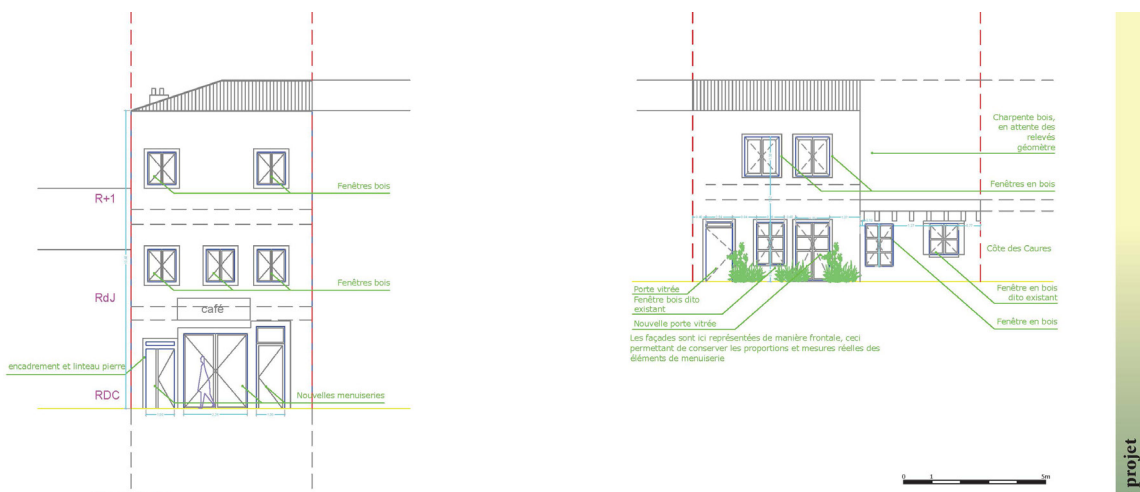 R+1
Fenêtres bois
RdJ
Fenêtres bois
café
encadrement et linteau pierre
RDC
Nouvelles menuiseries
Charpente bois,
en attente des
relevés
géomètre
Fenêtres en bois
Côte des Caures
Porte vitrée
Fenêtre bois dito
existant
Nouvelle porte vitrée
Fenêtre en bois
dito existant
Fenêtre en bois
Les façades sont ici représentées de manière frontale, ceci
permettant de conserver les proportions et mesures réelles des
éléments de menuiserie
0 1 5m
projet